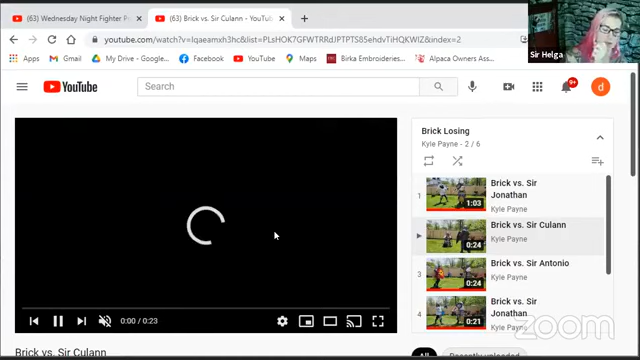 (63) Wednesday Night Fighter P
(63) Brick vs. Sir Culann - YouTub
youtube.com/watch?v=Iqaeamxh3hc&list=PLsHOK7GFWTRRdJPTPTS85ehdvTiHQKWIZ&index=2
Apps
Gmail
My Drive - Google...
Facebook
YouTube
Maps
Birka Embroideries...
Alpaca Owners Ass...
Sir Helga
YouTube
Search
9+
d
Brick Losing
Kyle Payne - 2 / 6
1
Brick vs. Sir
Jonathan
1:03
Kyle Payne
Brick vs. Sir Culann
0:24
Kyle Payne
3
Brick vs. Sir Antonio
0:24
Kyle Payne
4
Brick vs. Sir
Jonathan
0:21
Kyle Payne
0:00 / 0:23
zoom
Brick vs. Sir Culann
All
Recently uploaded